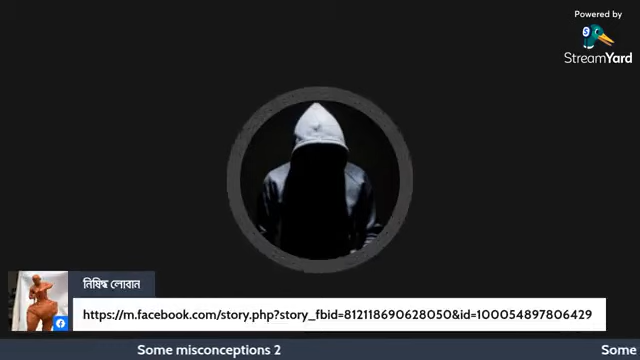 Powered by
StreamYard
নিষিদ্ধ লোবান
https://m.facebook.com/story.php?story_fbid=812118690628050&id=100054897806429
Some misconceptions 2
Some